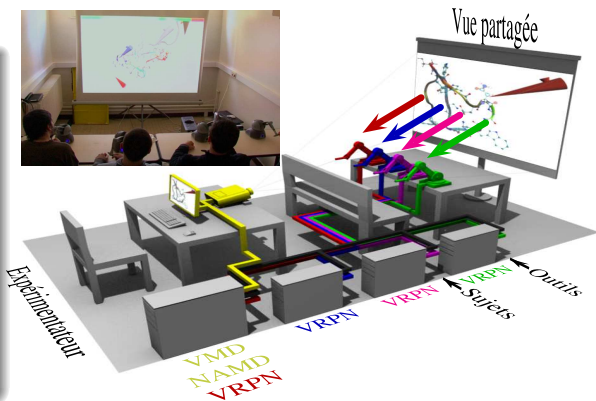 Vue partagée
Expérimentateur
VMD
NAMD
VRPN
VRPN
VRPN
VRPN
Sujets
Outils